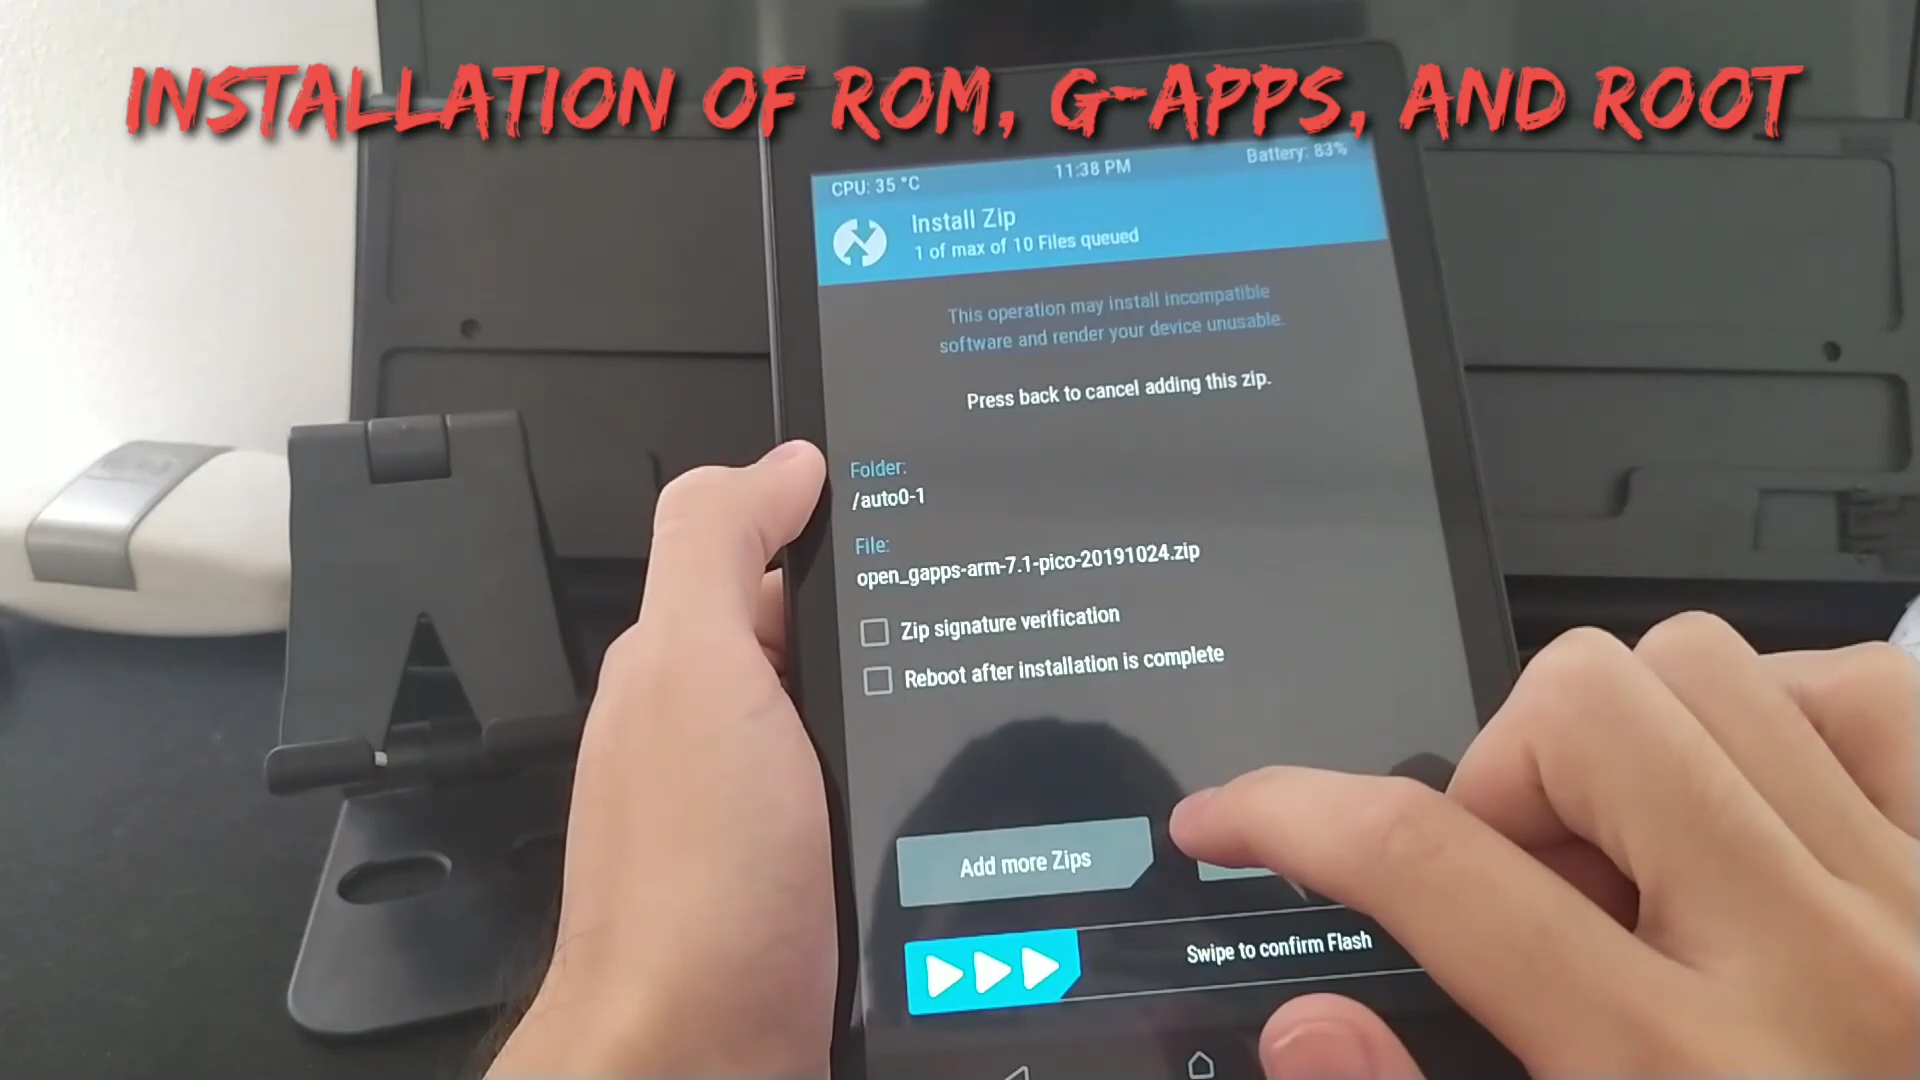 INSTALLATION OF ROM, G-APPS, AND ROOT
CPU: 35 °C
11:38 PM
Battery: 83%
Install Zip
1 of max of 10 Files queued
This operation may install incompatible
software and render your device unusable.
Press back to cancel adding this zip.
Folder:
/auto0-1
File:
open_gapps-arm-7.1-pico-20191024.zip
Zip signature verification
Reboot after installation is complete
Add more Zips
Swipe to confirm Flash